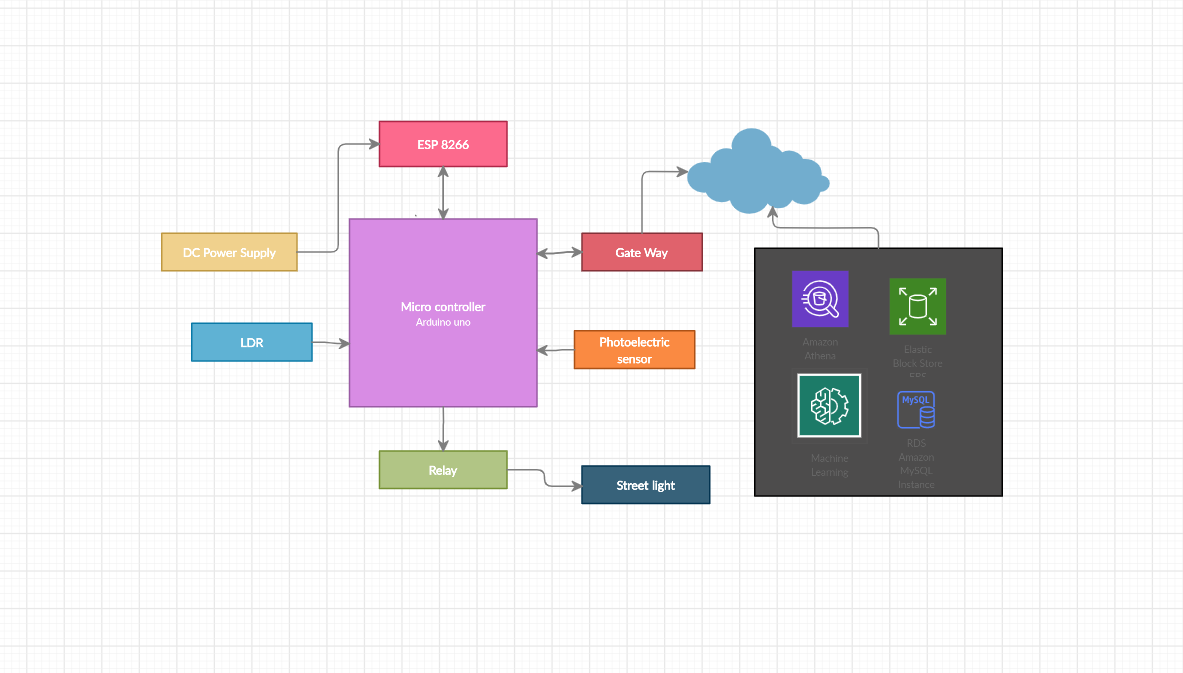 ESP 8266
DC Power Supply
Gate Way
Micro controller
Arduino uno
LDR
Photoelectric
sensor
Relay
Street light
Amazon
Athena
Elastic
Block Store
Machine
Learning
MySQL
RDS
Amazon
MySQL
Instance